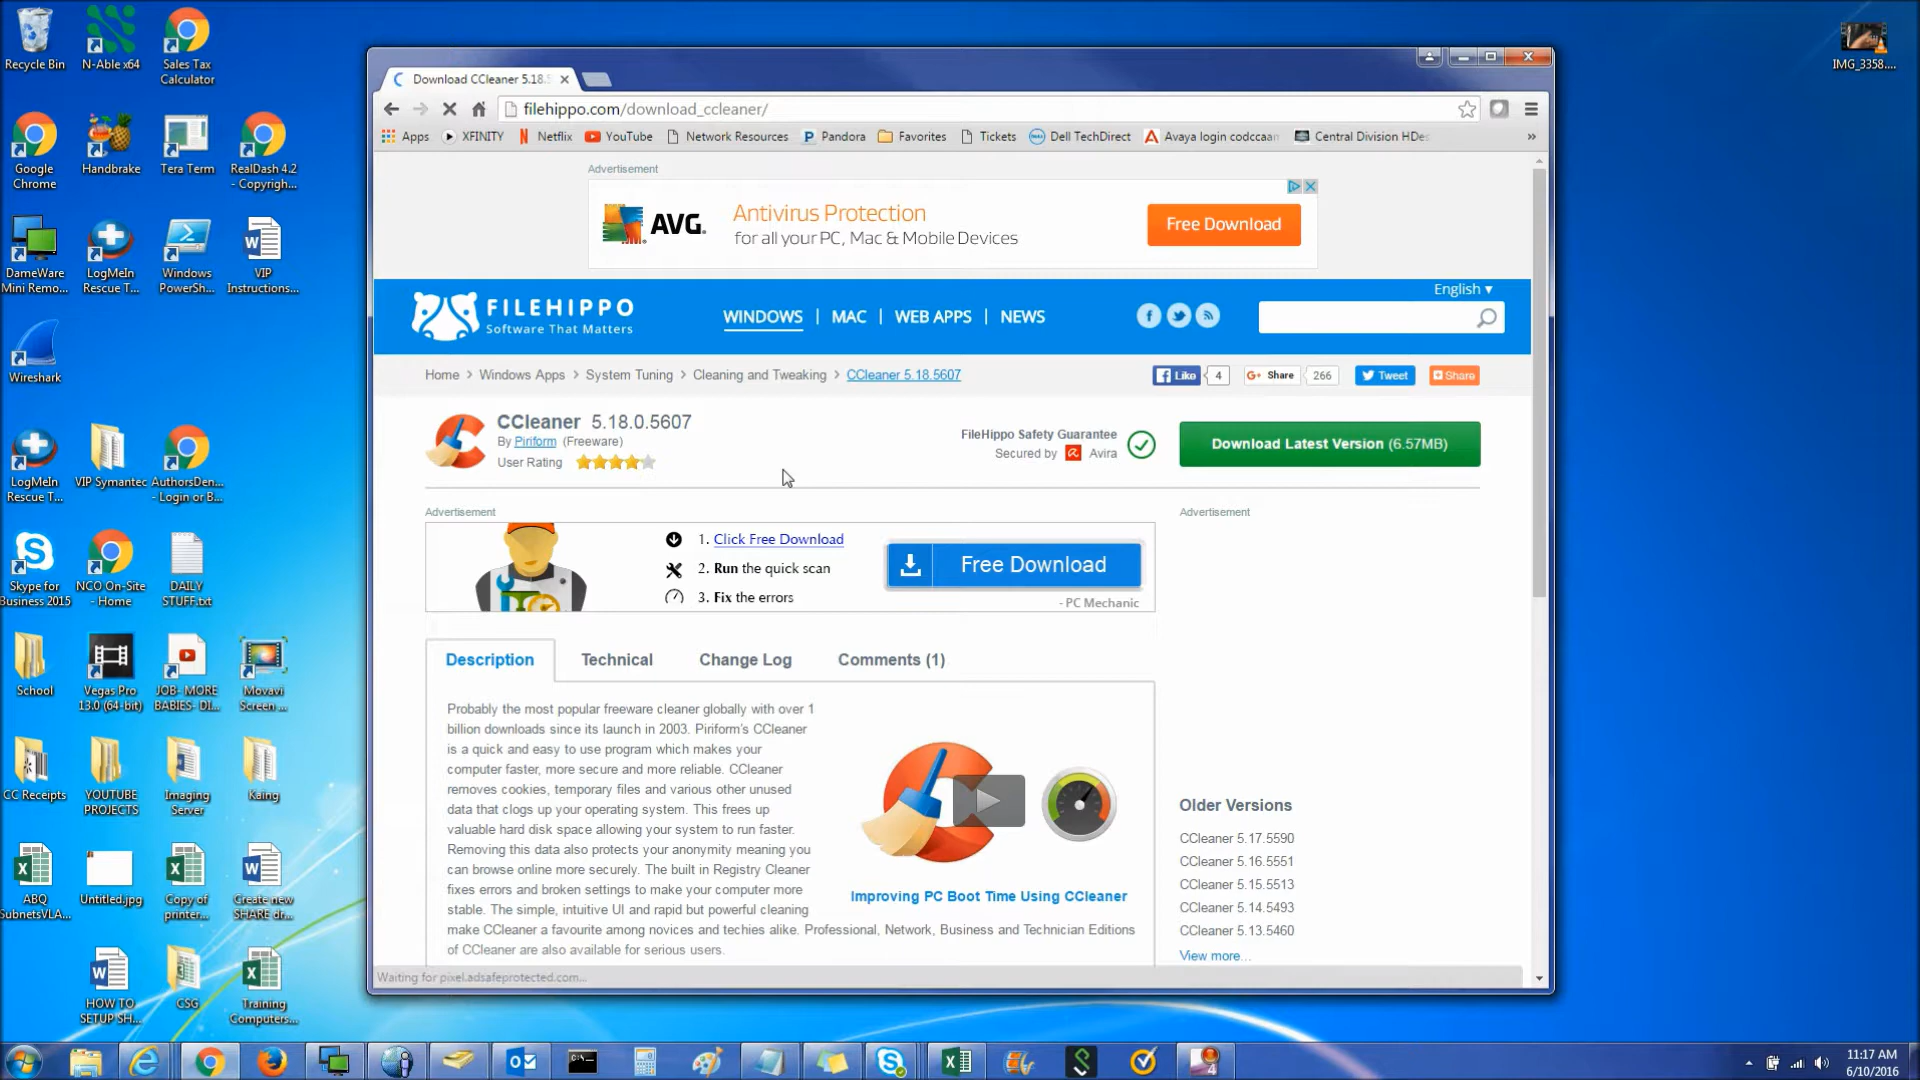 Recycle Bin
N-Able x64
Sales Tax
Calculator
Google
Chrome
Handbrake
Tera Term
RealDash 4.2
- Copyrigh...
DameWare
Mini Remo...
LogMeIn
Rescue T...
Windows
PowerSh...
VIP
Instructions...
Wireshark
LogMeIn
Rescue T...
VIP Symantec
AuthorsDen...
- Login or B...
Skype for
Business 2015
NCO On-Site
- Home
DAILY
STUFF.txt
School
Vegas Pro
13.0 (64-bit)
JOB- MORE
BABIES- DI...
Movavi
Screen ...
CC Receipts
YOUTUBE
PROJECTS
Imaging
Server
Kaing
ABQ
SubnetsVLA...
Untitled.jpg
Copy of
printer...
Create new
SHARE dr...
HOW TO
SETUP SH...
CSG
Training
Computers...
IMG_3358....
Download CCleaner 5.18.5
filehippo.com/download_ccleaner/
Apps
XFINITY
Netflix
YouTube
Network Resources
Pandora
Favorites
Tickets
Dell TechDirect
Avaya login codccaa
Central Division HDes
»
Advertisement
AVG.
Antivirus Protection
for all your PC, Mac & Mobile Devices
Free Download
English ▾
FILEHIPPO
Software That Matters
WINDOWS | MAC | WEB APPS | NEWS
Home > Windows Apps > System Tuning > Cleaning and Tweaking > CCleaner 5.18.5607
Like
4
G+ Share
266
Tweet
Share
CCleaner 5.18.0.5607
By Piriform (Freeware)
User Rating
FileHippo Safety Guarantee
Secured by Avira
Download Latest Version (6.57MB)
Advertisement
Advertisement
1. Click Free Download
2. Run the quick scan
3. Fix the errors
Free Download
- PC Mechanic
Description
Technical
Change Log
Comments (1)
Probably the most popular freeware cleaner globally with over 1
billion downloads since its launch in 2003. Piriform's CCleaner
is a quick and easy to use program which makes your
computer faster, more secure and more reliable. CCleaner
removes cookies, temporary files and various other unused
data that clogs up your operating system. This frees up
valuable hard disk space allowing your system to run faster.
Removing this data also protects your anonymity meaning you
can browse online more securely. The built in Registry Cleaner
fixes errors and broken settings to make your computer more
stable. The simple, intuitive UI and rapid but powerful cleaning
make CCleaner a favourite among novices and techies alike. Professional, Network, Business and Technician Editions
of CCleaner are also available for serious users.
Improving PC Boot Time Using CCleaner
Older Versions
CCleaner 5.17.5590
CCleaner 5.16.5551
CCleaner 5.15.5513
CCleaner 5.14.5493
CCleaner 5.13.5460
View more...
Waiting for pixel.adsafeprotected.com...
11:17 AM
6/10/2016